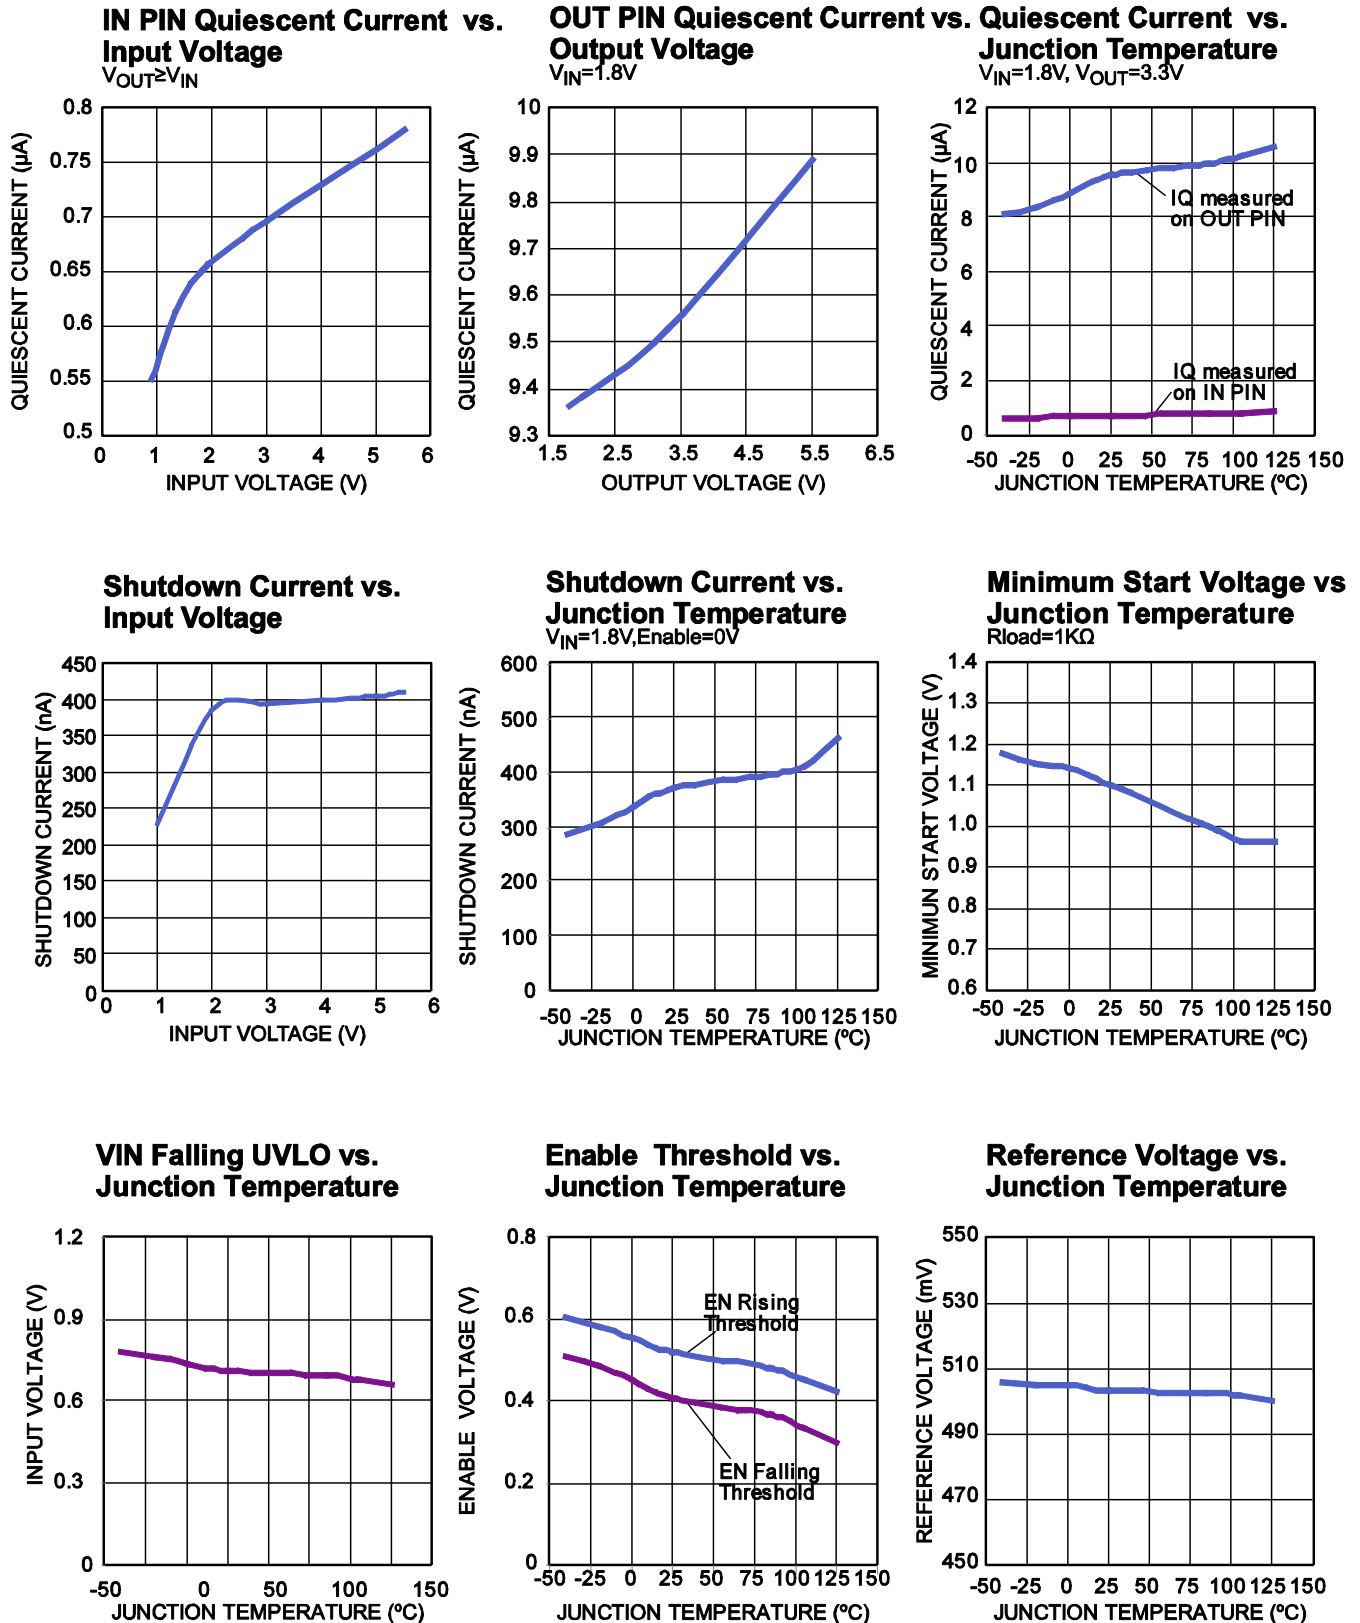 IN PIN Quiescent Current vs.
Input Voltage
VOUT≥VIN
QUIESCENT CURRENT (µA)
0.8
0.75
0.7
0.65
0.6
0.55
0.5
0 1 2 3 4 5 6
INPUT VOLTAGE (V)
OUT PIN Quiescent Current vs.
Output Voltage
VIN=1.8V
QUIESCENT CURRENT (µA)
10
9.9
9.8
9.7
9.6
9.5
9.4
9.3
1.5 2.5 3.5 4.5 5.5 6.5
OUTPUT VOLTAGE (V)
Quiescent Current vs.
Junction Temperature
VIN=1.8V, VOUT=3.3V
QUIESCENT CURRENT (µA)
12
10
8
6
4
2
0
IQ measured
on OUT PIN
IQ measured
on IN PIN
-50 -25 0 25 50 75 100 125 150
JUNCTION TEMPERATURE (ºC)
Shutdown Current vs.
Input Voltage
SHUTDOWN CURRENT (nA)
450
400
350
300
250
200
150
100
50
0
0 1 2 3 4 5 6
INPUT VOLTAGE (V)
Shutdown Current vs.
Junction Temperature
VIN=1.8V,Enable=0V
SHUTDOWN CURRENT (nA)
600
500
400
300
200
100
0
-50 -25 0 25 50 75 100 125 150
JUNCTION TEMPERATURE (ºC)
Minimum Start Voltage vs
Junction Temperature
Rload=1KΩ
MINIMUN START VOLTAGE (V)
1.4
1.3
1.2
1.1
1.0
0.9
0.8
0.7
0.6
-50 -25 0 25 50 75 100 125 150
JUNCTION TEMPERATURE (ºC)
VIN Falling UVLO vs.
Junction Temperature
INPUT VOLTAGE (V)
1.2
0.9
0.6
0.3
0
-50 0 50 100 150
JUNCTION TEMPERATURE (ºC)
Enable Threshold vs.
Junction Temperature
ENABLE VOLTAGE (V)
0.8
0.6
0.4
0.2
0
EN Rising
Threshold
EN Falling
Threshold
-50 -25 0 25 50 75 100 125 150
JUNCTION TEMPERATURE (ºC)
Reference Voltage vs.
Junction Temperature
REFERENCE VOLTAGE (mV)
550
530
510
490
470
450
-50 -25 0 25 50 75 100 125 150
JUNCTION TEMPERATURE (ºC)